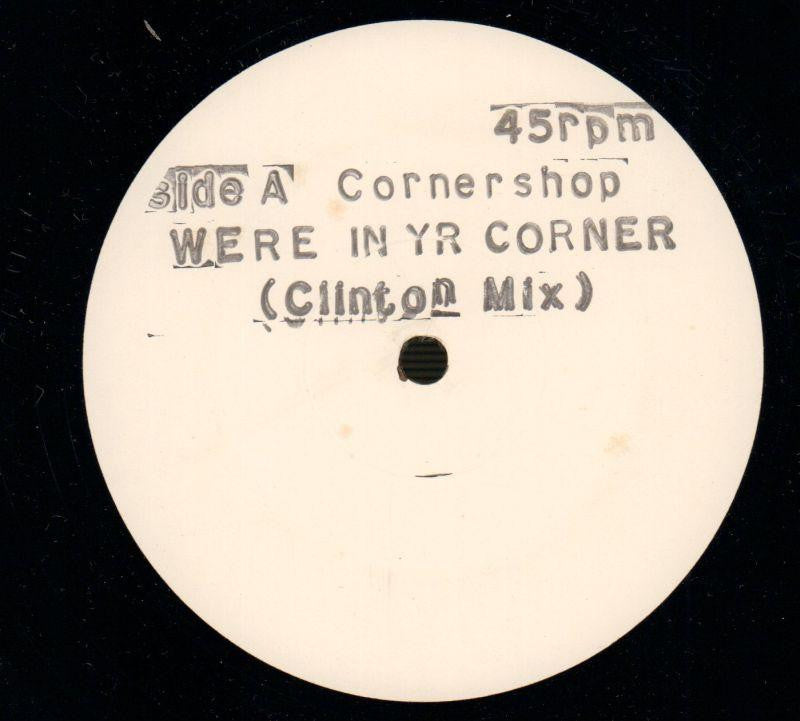 45rpm
side A Cornershop
WERE IN YR CORNER
(Clinton Mix)